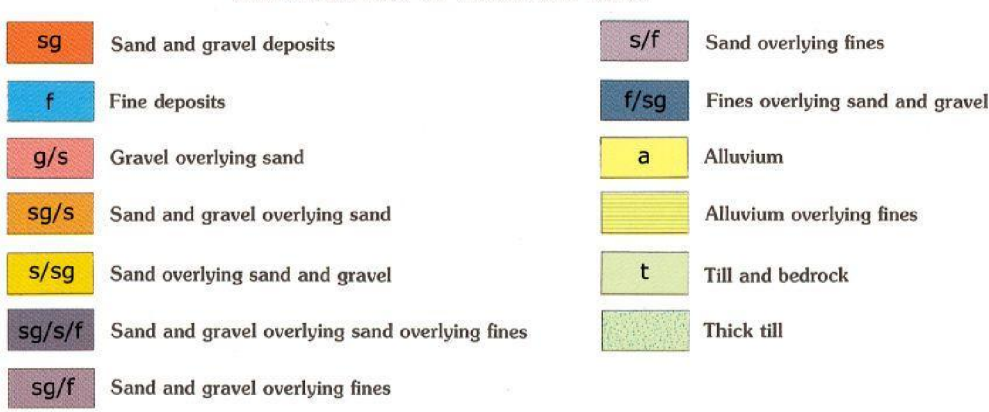 sg Sand and gravel deposits
f Fine deposits
g/s Gravel overlying sand
sg/s Sand and gravel overlying sand
s/sg Sand overlying sand and gravel
sg/s/f Sand and gravel overlying sand overlying fines
sg/f Sand and gravel overlying fines
s/f Sand overlying fines
f/sg Fines overlying sand and gravel
a Alluvium
Alluvium overlying fines
t Till and bedrock
Thick till